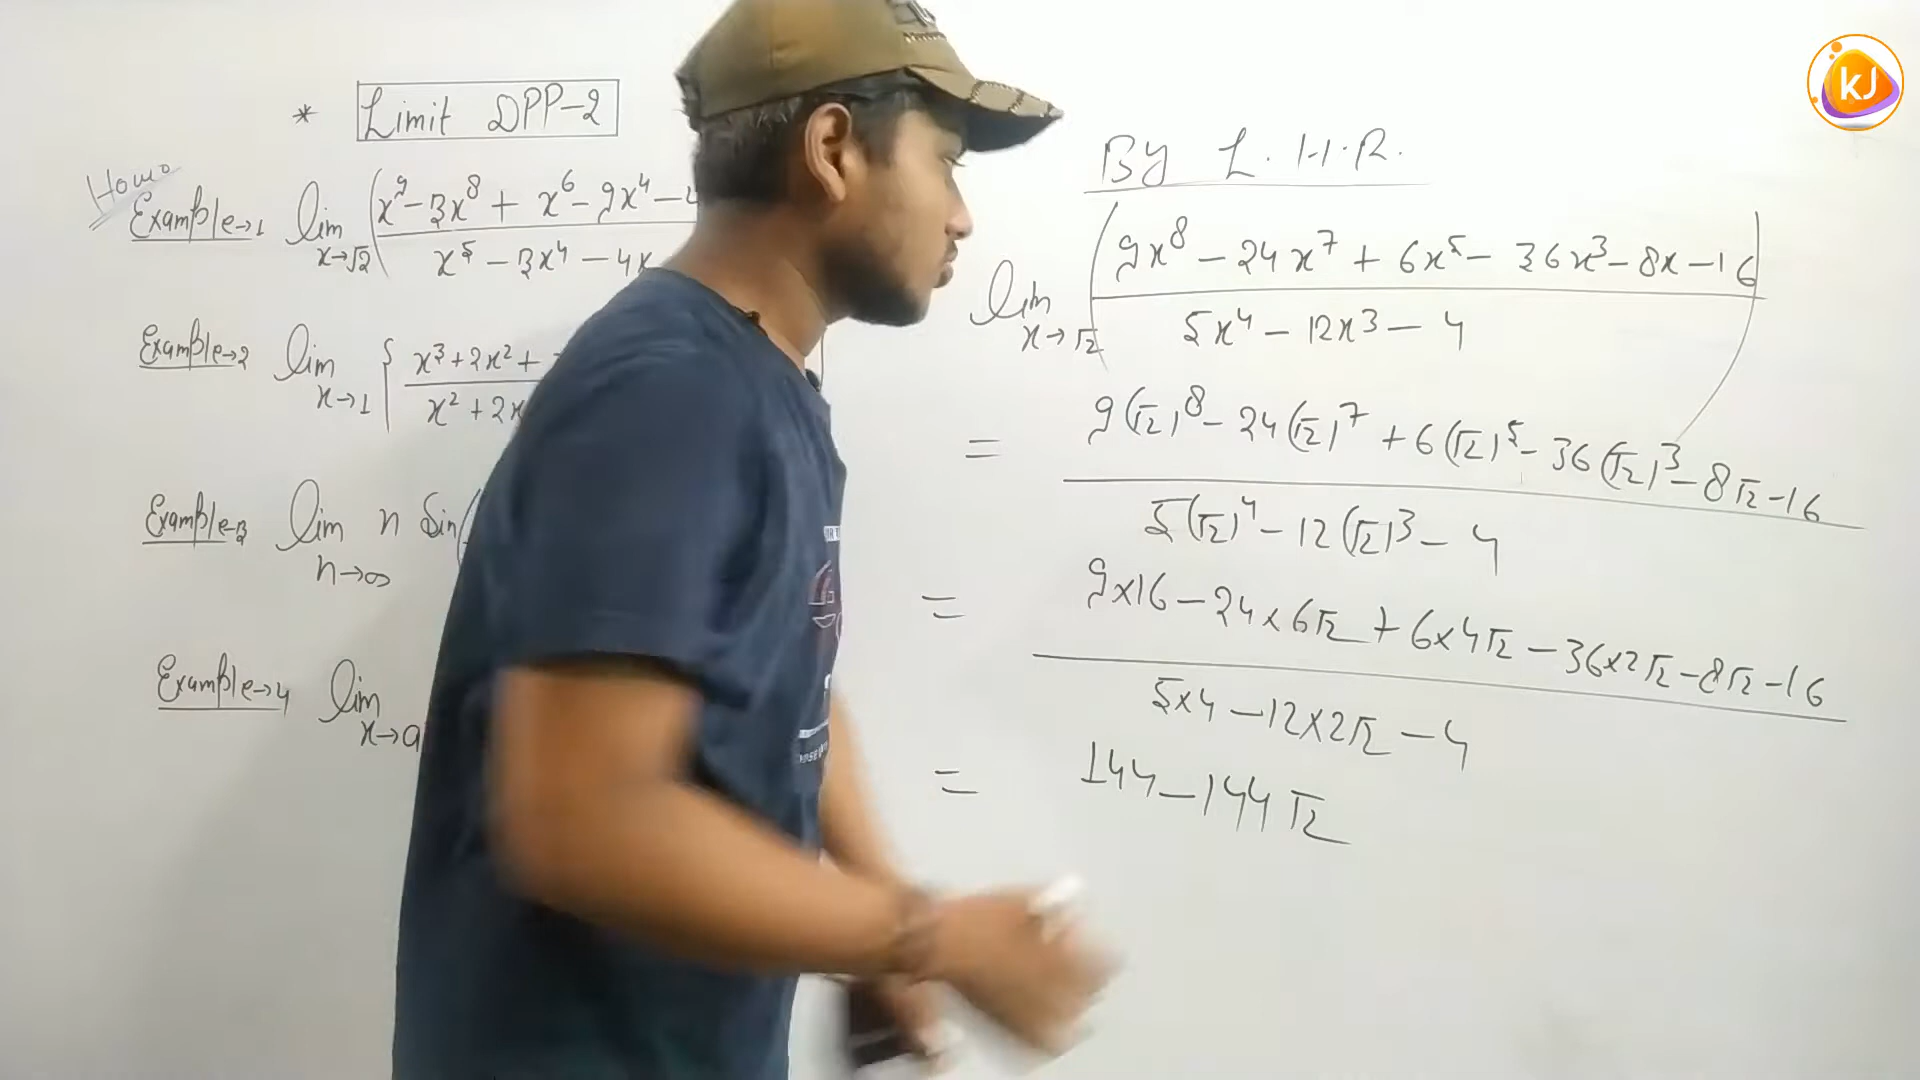 kJ
* Limit DPP-2
Home
Example→1 lim x→√2 (x⁹-3x⁸ + x⁶-9x⁴-4 / x⁵-3x⁴-4x
Example→2 lim x→1 { x³+2x²+ / x²+2x
Example→3 lim n→∞ n Sin(
Example→4 lim x→a
By L.H.R.
lim x→√2 (9x⁸-24x⁷+6x⁵-36x³-8x-16 / 5x⁴-12x³-4
= 9(√2)⁸-24(√2)⁷+6(√2)⁵-36(√2)³-8√2-16 / 5(√2)⁴-12(√2)³-4
= 9×16-24×6√2+6×4√2-36×2√2-8√2-16 / 5×4-12×2√2-4
= 144-144√2